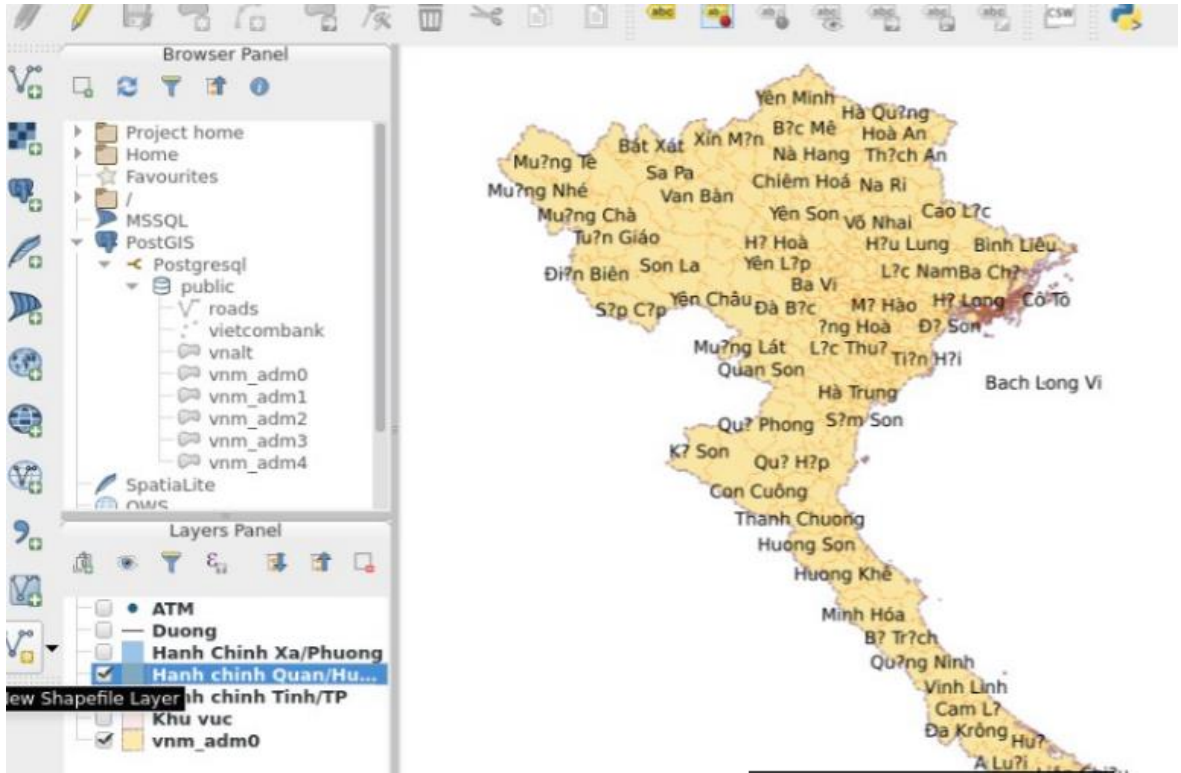 abc
CSW
Browser Panel
Project home
Home
Favourites
/
MSSQL
PostGIS
Postgresql
public
roads
vietcombank
vnalt
vnm_adm0
vnm_adm1
vnm_adm2
vnm_adm3
vnm_adm4
SpatiaLite
OWS
Layers Panel
ATM
Duong
Hanh Chinh Xa/Phuong
Hanh chinh Quan/Hu...
ew Shapefile Layer
h chinh Tinh/TP
Khu vuc
vnm_adm0
Yên Minh
Hà Qu?ng
Bát Xát Xín M?n B?c Mê Hoà An
Mu?ng Tè Sa Pa Nà Hang Th?ch An
Mu?ng Nhé Van Bàn Chiêm Hoá Na Rì
Mu?ng Chà Yên Son Võ Nhai Cao L?c
Tu?n Giáo H? Hoà H?u Lung Bình Liêu
Ði?n Biên Son La Yên L?p L?c Nam Ba Ch?
Ba Vì
S?p C?p Yên Châu Ðà B?c M? Hào H? Long Cô Tô
?ng Hoà Ð? Son
Mu?ng Lát L?c Thu? Ti?n H?i
Quan Son Bach Long Vi
Hà Trung
Qu? Phong S?m Son
K? Son Qu? H?p
Con Cuông
Thanh Chuong
Huong Son
Huong Khê
Minh Hóa
B? Tr?ch
Qu?ng Ninh
Vinh Linh
Cam L?
Ða Krông Hu?
A Lu?i